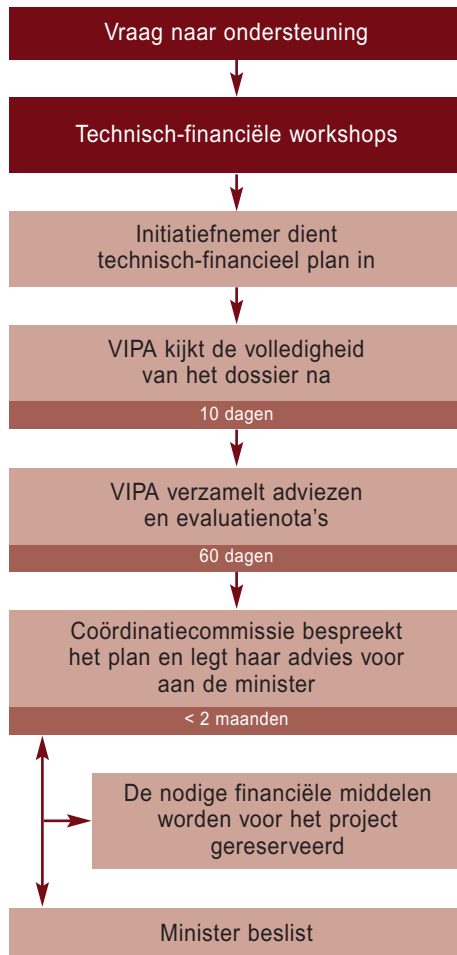 Vraag naar ondersteuning
Technisch-financiële workshops
Initiatiefnemer dient
technisch-financieel plan in
VIPA kijkt de volledigheid
van het dossier na
10 dagen
VIPA verzamelt adviezen
en evaluatienota's
60 dagen
Coördinatiecommissie bespreekt
het plan en legt haar advies voor
aan de minister
< 2 maanden
De nodige financiële middelen
worden voor het project
gereserveerd
Minister beslist